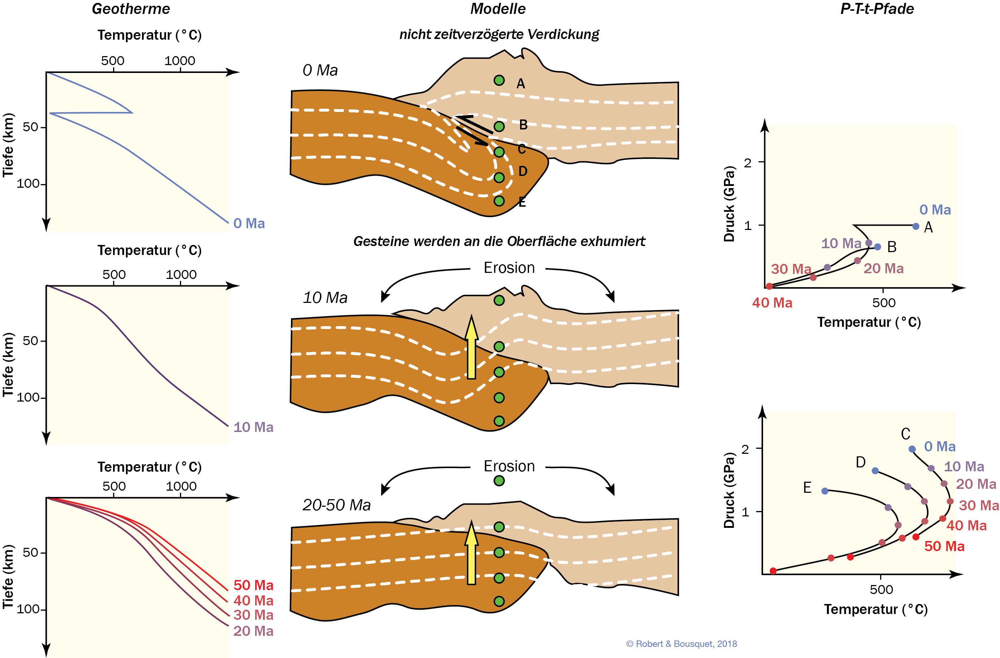 Geotherme
Modelle
P-T-t-Pfade
Temperatur (°C)
500 1000
Tiefe (km)
50
100
0 Ma
nicht zeitverzögerte Verdickung
0 Ma
A
B
C
D
E
Druck (GPa)
2
1
0 Ma
A
10 Ma
B
30 Ma
20 Ma
40 Ma
500
Temperatur (°C)
Temperatur (°C)
500 1000
Tiefe (km)
50
100
10 Ma
Gesteine werden an die Oberfläche exhumiert
Erosion
10 Ma
Temperatur (°C)
500 1000
Tiefe (km)
50
100
50 Ma
40 Ma
30 Ma
20 Ma
Erosion
20-50 Ma
Druck (GPa)
2
1
C
0 Ma
D
10 Ma
E
20 Ma
30 Ma
40 Ma
50 Ma
500
Temperatur (°C)
© Robert & Bousquet, 2018